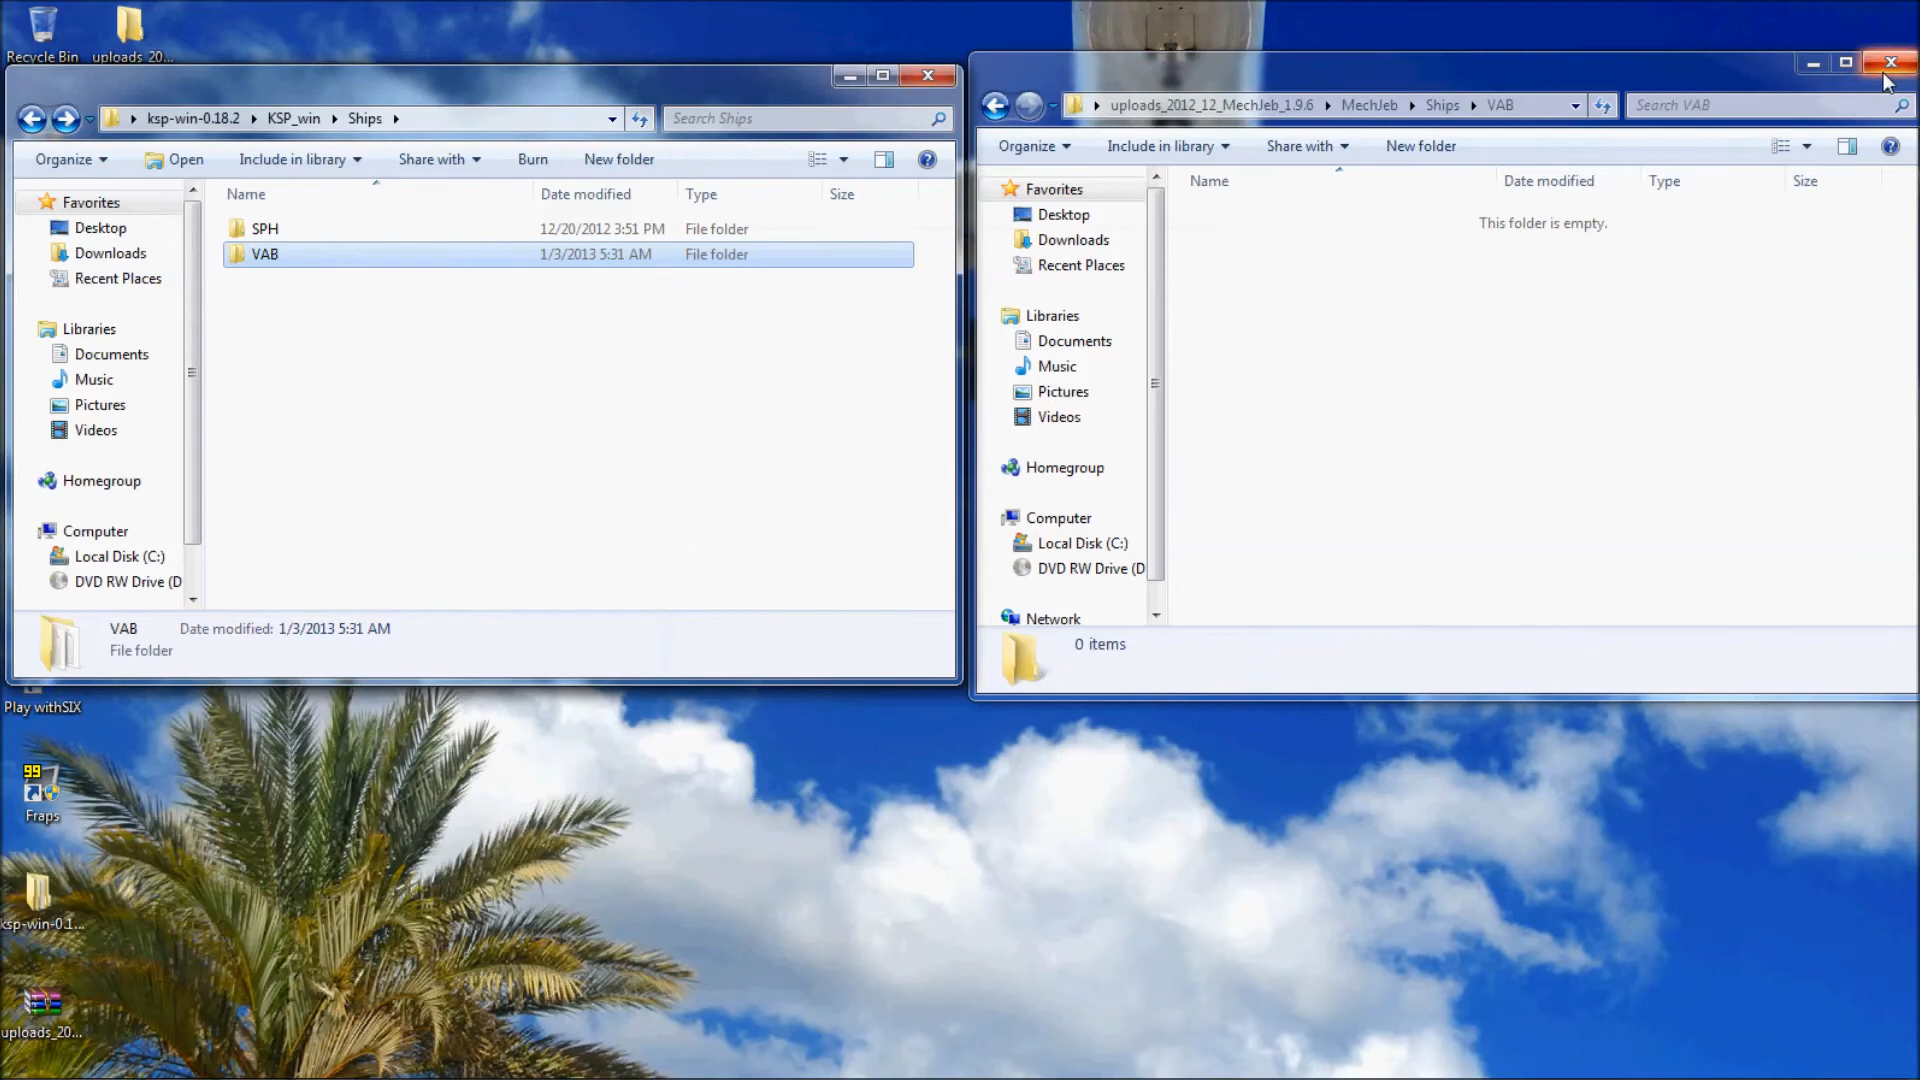 Recycle Bin
uploads_20...
ksp-win-0.18.2 KSP_win Ships
Search Ships
Organize Open Include in library Share with Burn New folder
Name Date modified Type Size
SPH 12/20/2012 3:51 PM File folder
VAB 1/3/2013 5:31 AM File folder
Favorites
Desktop
Downloads
Recent Places
Libraries
Documents
Music
Pictures
Videos
Homegroup
Computer
Local Disk (C:)
DVD RW Drive (D
VAB Date modified: 1/3/2013 5:31 AM
File folder
uploads_2012_12_MechJeb_1.9.6 MechJeb Ships VAB
Search VAB
Organize Include in library Share with New folder
Name Date modified Type Size
This folder is empty.
Favorites
Desktop
Downloads
Recent Places
Libraries
Documents
Music
Pictures
Videos
Homegroup
Computer
Local Disk (C:)
DVD RW Drive (D
Network
0 items
Play withSIX
99
Fraps
ksp-win-0.1...
uploads_20...